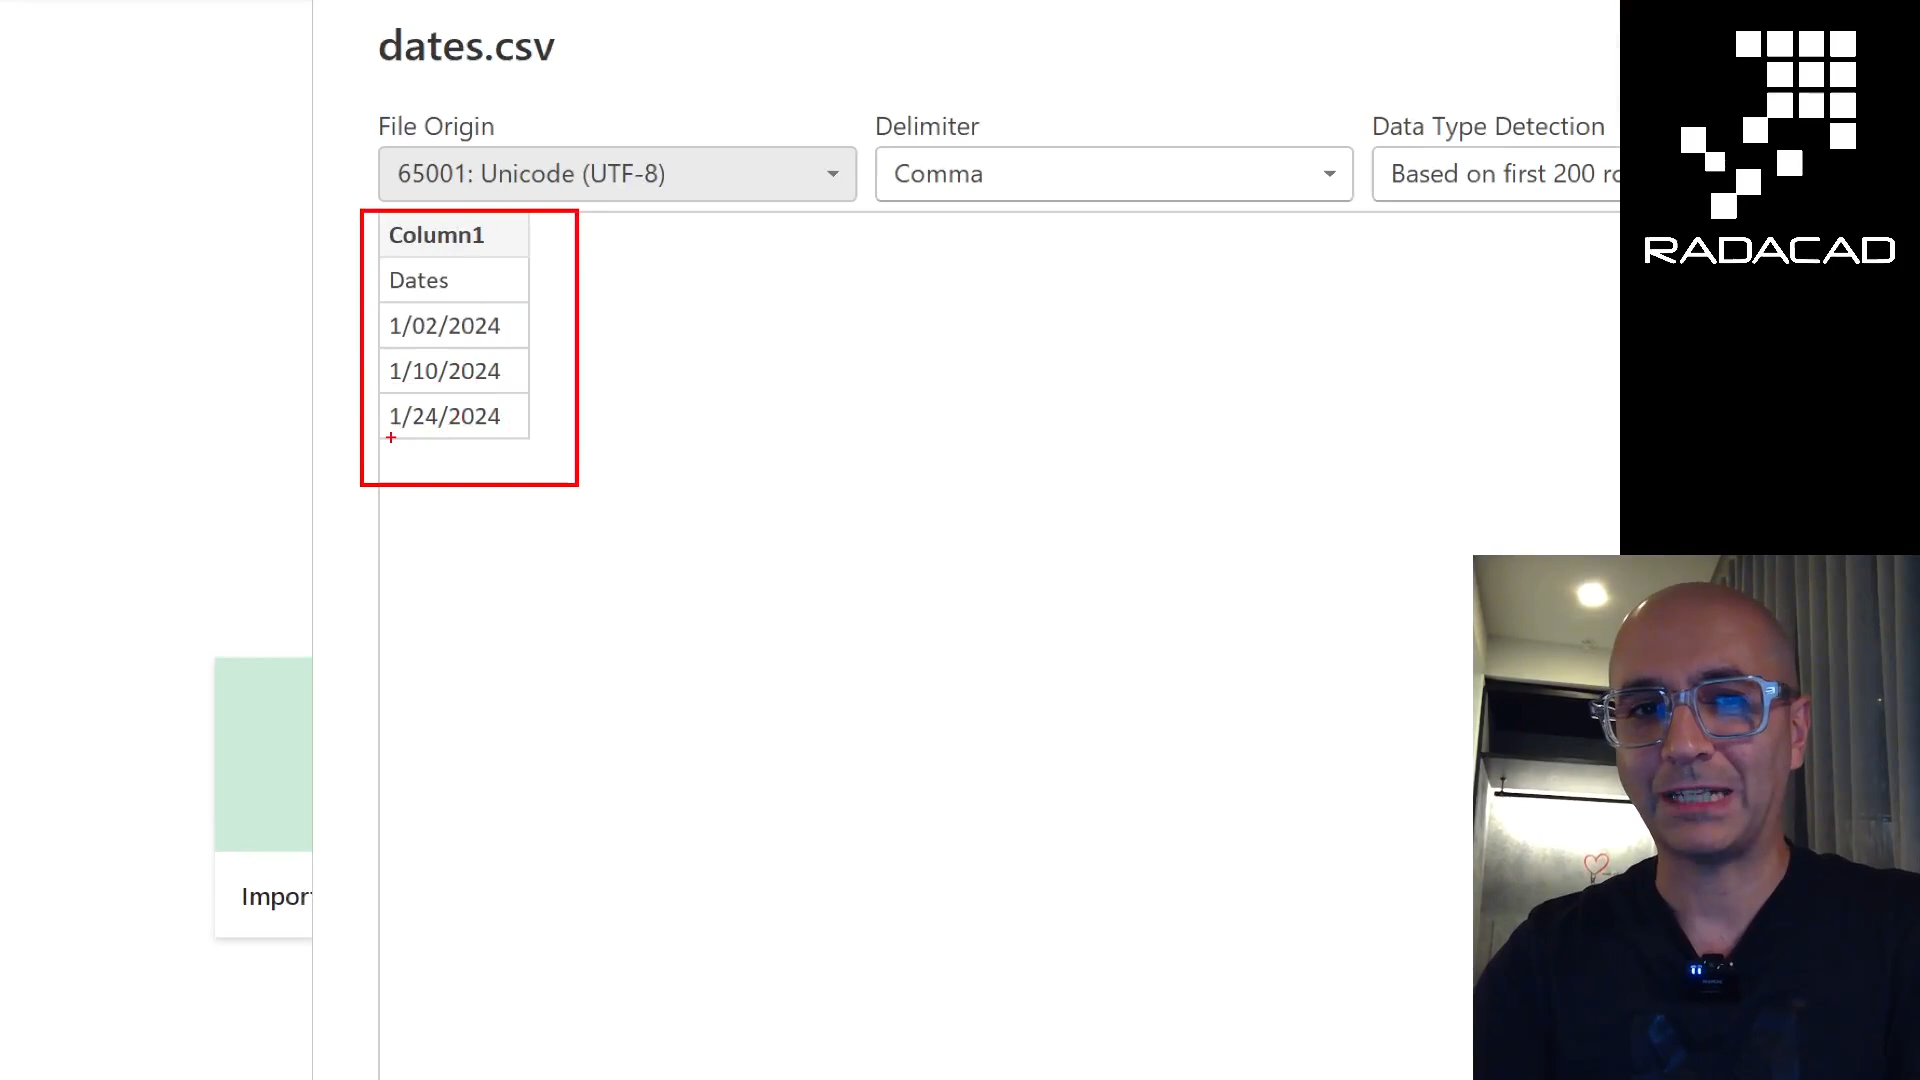 dates.csv
File Origin
Delimiter
Data Type Detection
65001: Unicode (UTF-8)
Comma
Based on first 200 ro
Column1
Dates
1/02/2024
1/10/2024
1/24/2024
Impor
RADACAD